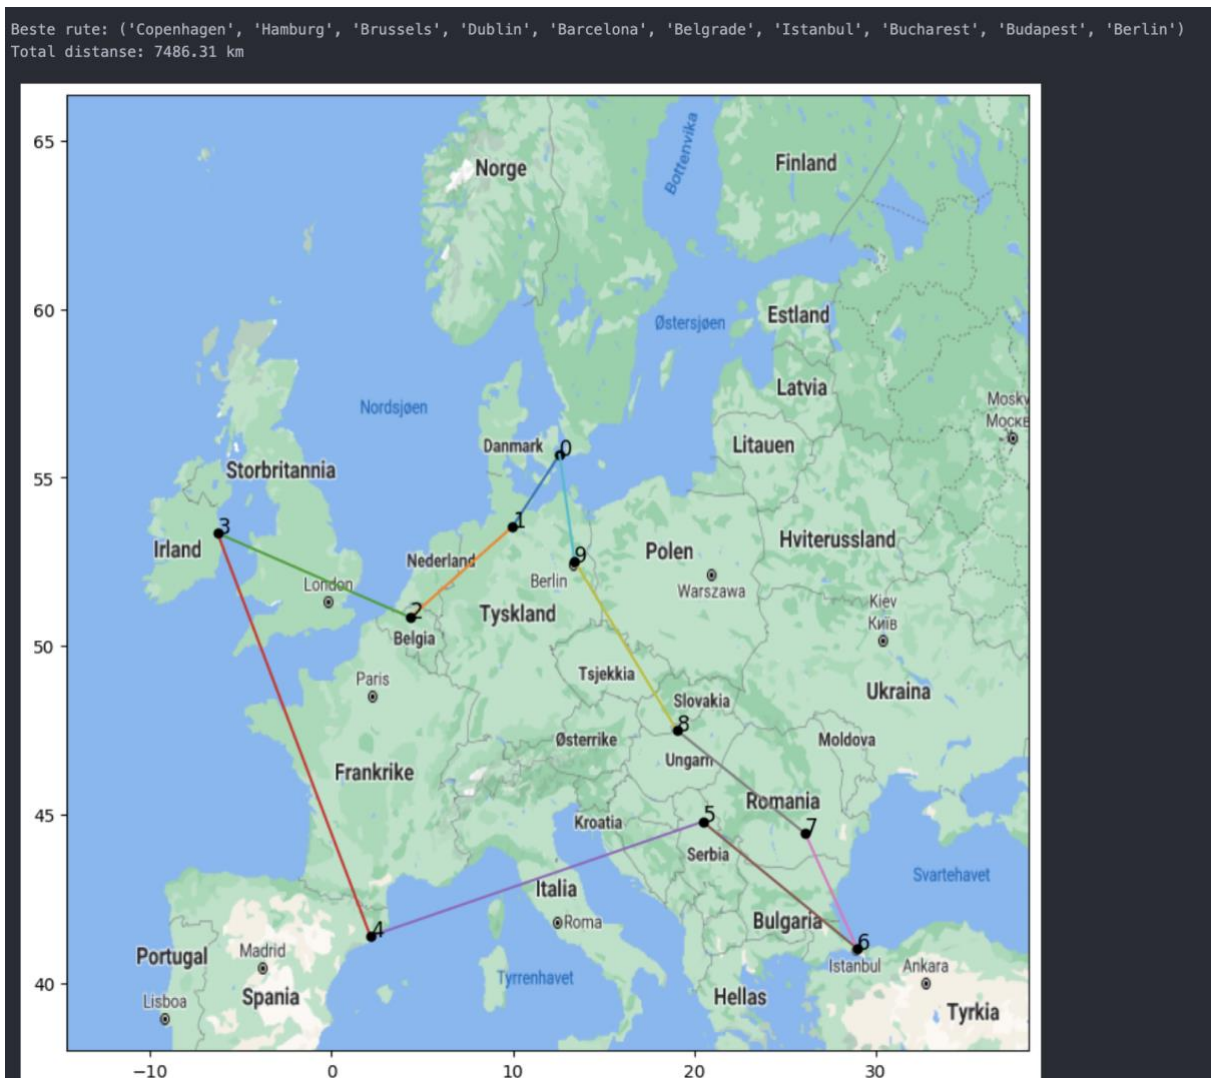 Beste rute: ('Copenhagen', 'Hamburg', 'Brussels', 'Dublin', 'Barcelona', 'Belgrade', 'Istanbul', 'Bucharest', 'Budapest', 'Berlin')
Total distanse: 7486.31 km
65
Norge
Bottenvika
Finland
60
Østersjøen
Estland
Latvia
Nordsjøen
Mosky
Москв
Danmark
0
Litauen
55
Storbritannia
3
1
Irland
Nederland
9
Polen
Hviterussland
London
Berlin
Warszawa
2
Tyskland
Kiev
Київ
Belgia
50
Paris
Tsjekkia
Slovakia
Ukraina
8
Østerrike
Ungarn
Moldova
Frankrike
5
Romania
45
Kroatia
7
Serbia
Italia
Svartehavet
Roma
Bulgaria
4
6
Portugal
Madrid
Istanbul
Ankara
40
Tyrrenhavet
Lisboa
Spania
Hellas
Tyrkia
−10
0
10
20
30